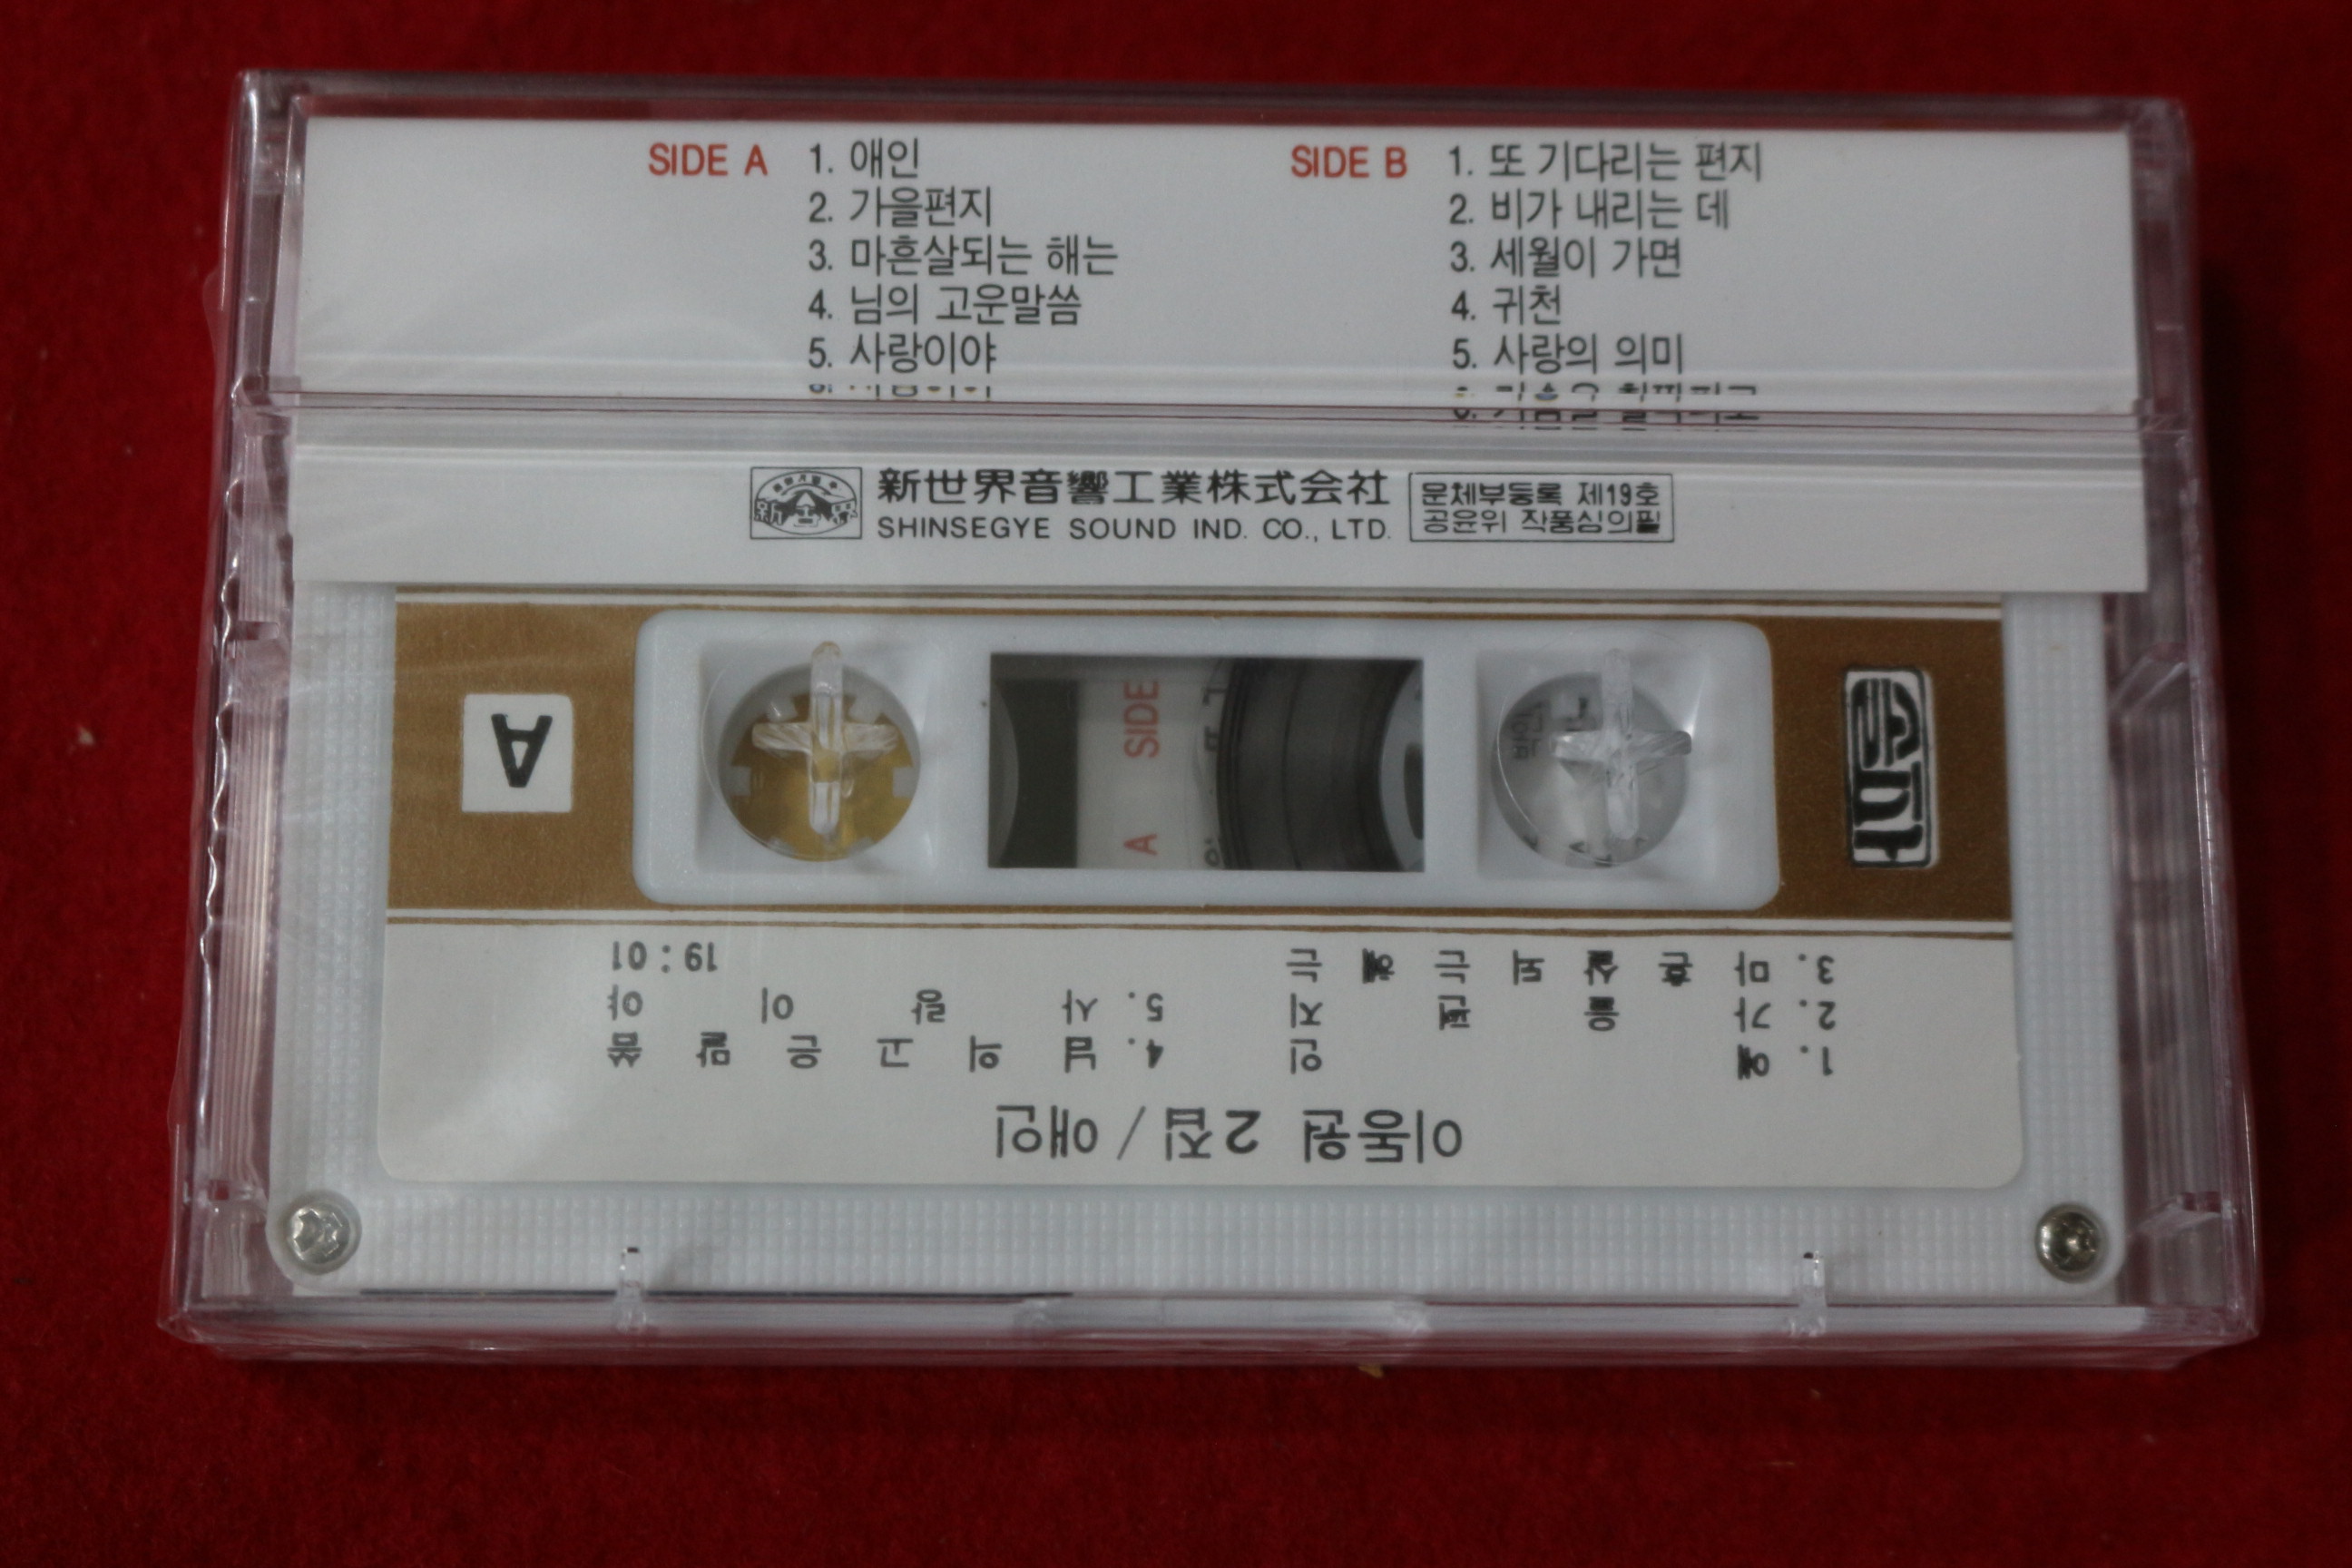 SIDE A
1. 애인
2. 가을편지
3. 마흔살되는 해는
4. 님의 고운말씀
5. 사랑이야
SIDE B
1. 또 기다리는 편지
2. 비가 내리는 데
3. 세월이 가면
4. 귀천
5. 사랑의 의미
新世界音響工業株式会社
SHINSEGYE SOUND IND. CO., LTD.
문체부등록 제19호
공윤위 작품심의필
A
SIDE A
이동원 2집/애인
1. 애인
2. 가을편지
3. 마흔살되는해는
4. 님의고운말씀
5. 사랑이야
19:01